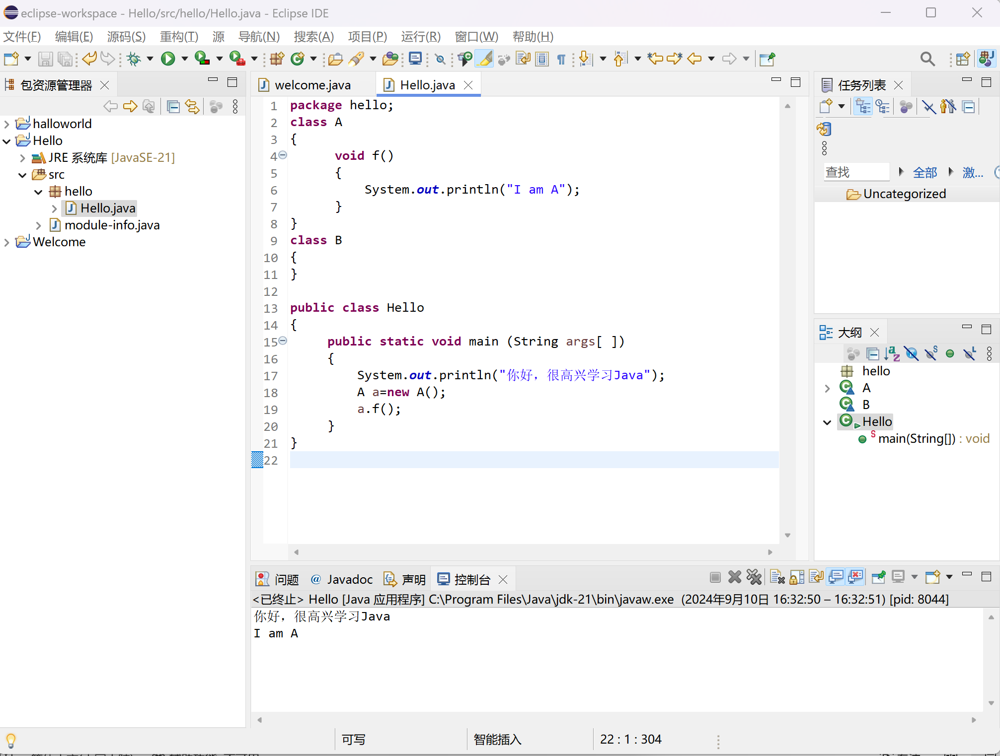 eclipse-workspace - Hello/src/hello/Hello.java - Eclipse IDE
文件(F) 编辑(E) 源码(S) 重构(T) 源 导航(N) 搜索(A) 项目(P) 运行(R) 窗口(W) 帮助(H)
包资源管理器
halloworld
Hello
JRE 系统库 [JavaSE-21]
src
hello
Hello.java
module-info.java
Welcome
welcome.java Hello.java
1 package hello;
2 class A
3 {
4 void f()
5 {
6 System.out.println("I am A");
7 }
8 }
9 class B
10 {
11 }
12
13 public class Hello
14 {
15 public static void main (String args[ ])
16 {
17 System.out.println("你好，很高兴学习Java");
18 A a=new A();
19 a.f();
20 }
21 }
22
任务列表
查找 全部 激...
Uncategorized
大纲
hello
A
B
Hello
main(String[]) : void
问题 @ Javadoc 声明 控制台
<已终止> Hello [Java 应用程序] C:\Program Files\Java\jdk-21\bin\javaw.exe (2024年9月10日 16:32:50 – 16:32:51) [pid: 8044]
你好，很高兴学习Java
I am A
可写 智能插入 22 : 1 : 304